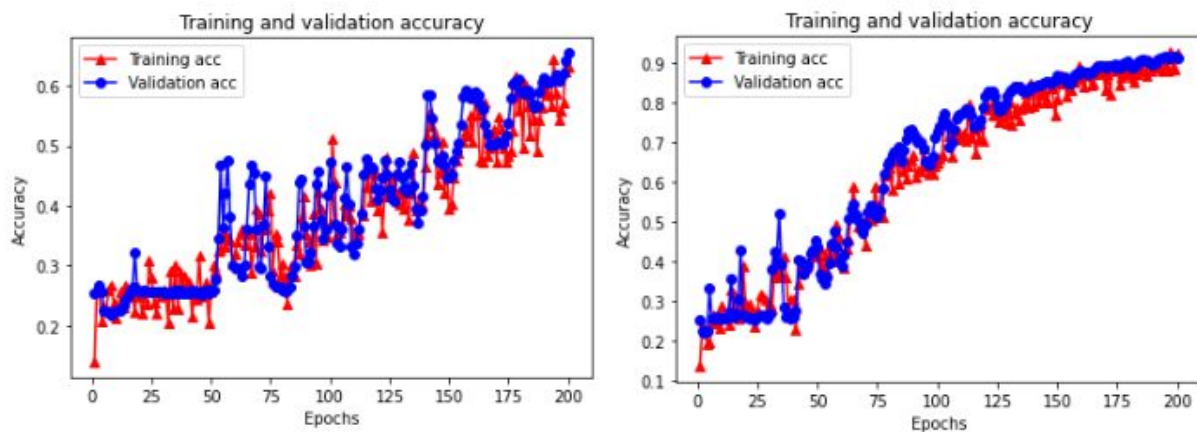 Training and validation accuracy
Training acc
Validation acc
0.6
0.5
0.4
0.3
0.2
Accuracy
0 25 50 75 100 125 150 175 200
Epochs
Training and validation accuracy
Training acc
Validation acc
0.9
0.8
0.7
0.6
0.5
0.4
0.3
0.2
0.1
Accuracy
0 25 50 75 100 125 150 175 200
Epochs